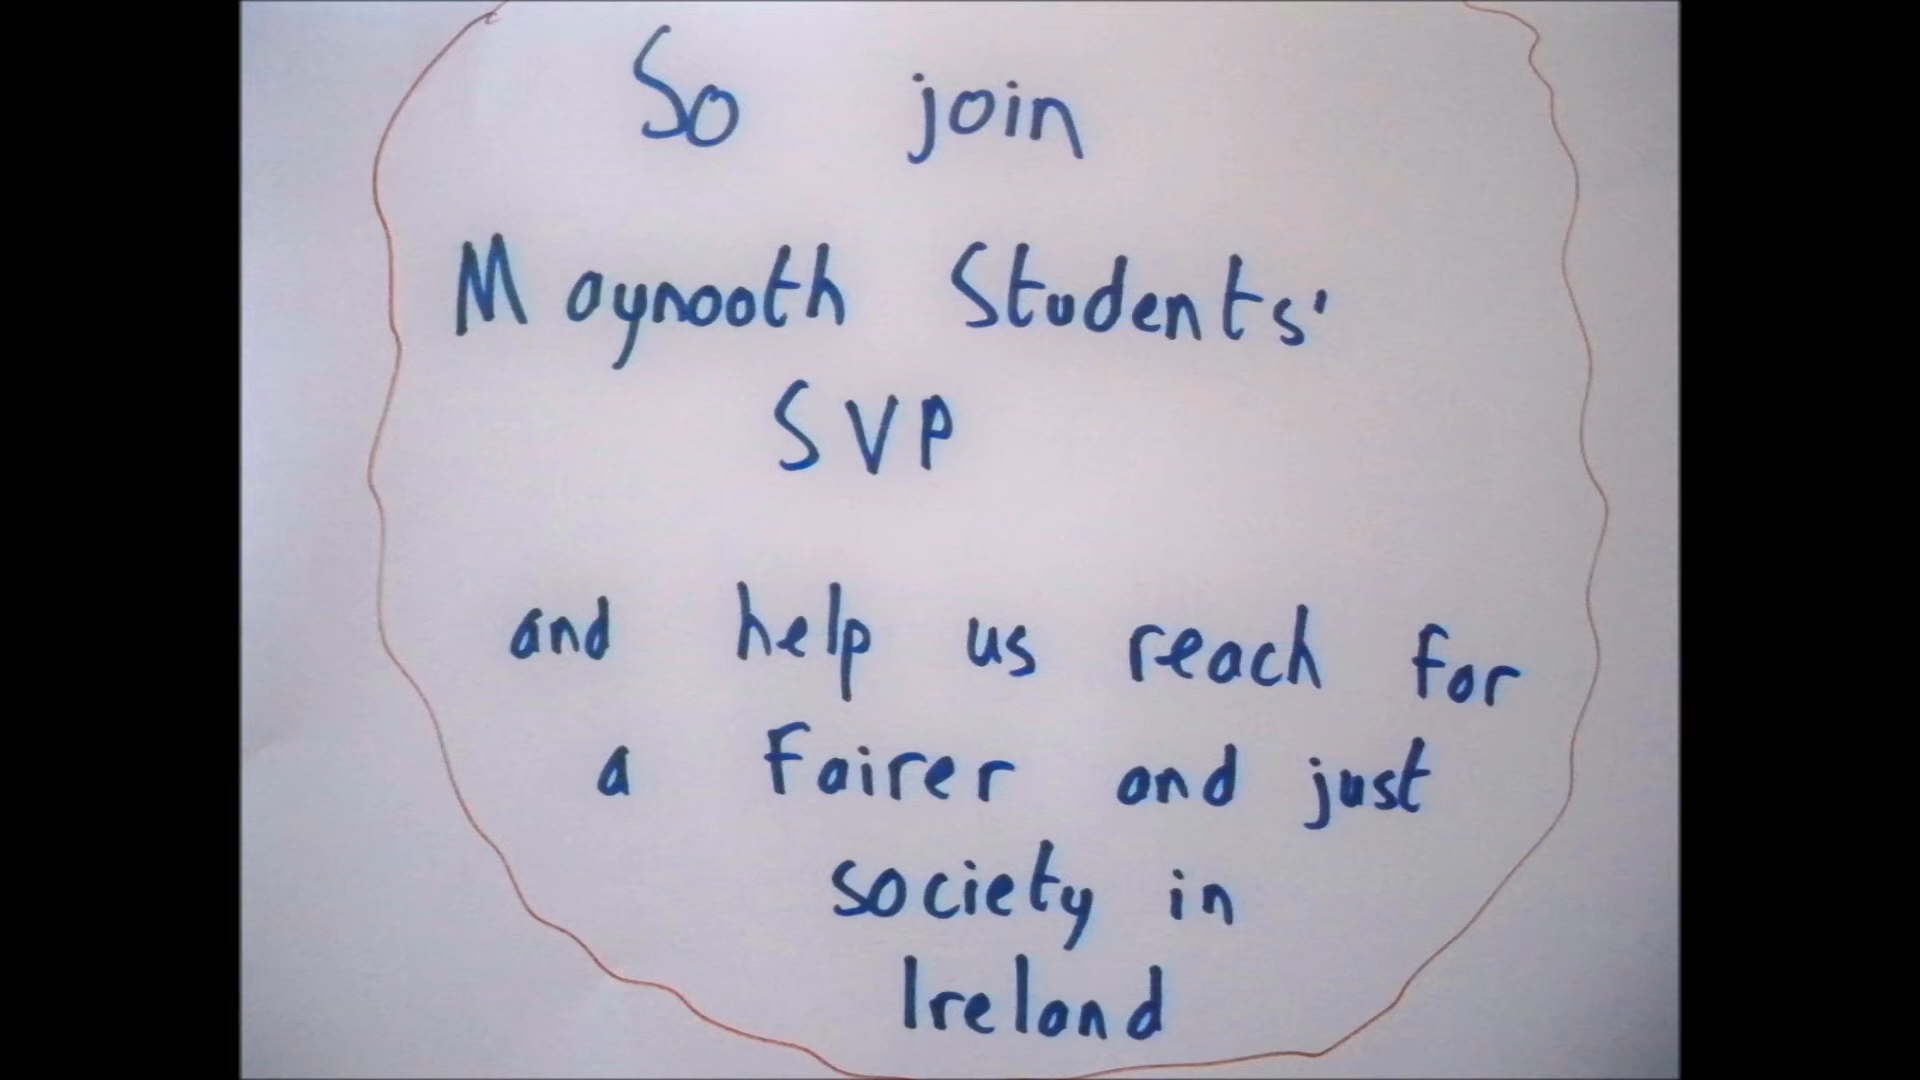 So join
Maynooth Students'
SVP
and help us reach for
a fairer and just
society in
Ireland